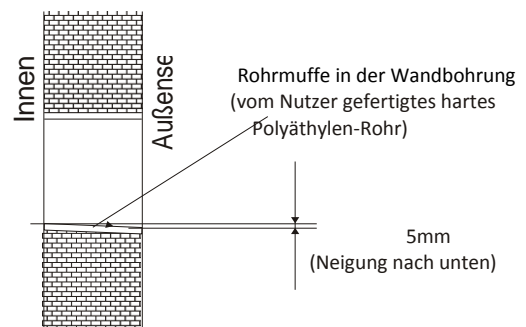 Innen
Außense
Rohrmuffe in der Wandbohrung
(vom Nutzer gefertigtes hartes
Polyäthylen-Rohr)
5mm
(Neigung nach unten)